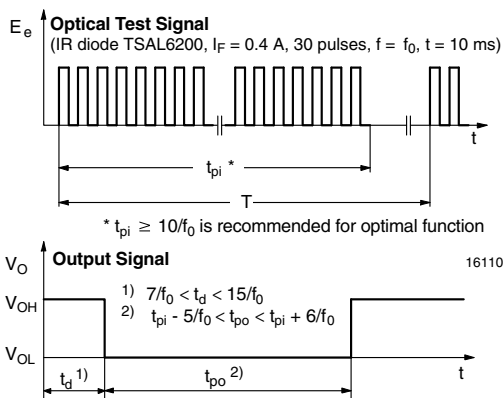 E_e
Optical Test Signal
(IR diode TSAL6200, I_F = 0.4 A, 30 pulses, f = f_0, t = 10 ms)
t
t_pi *
T
* t_pi ≥ 10/f_0 is recommended for optimal function
V_O
Output Signal
16110
V_OH
1) 7/f_0 < t_d < 15/f_0
2) t_pi - 5/f_0 < t_po < t_pi + 6/f_0
V_OL
t
t_d 1)
t_po 2)